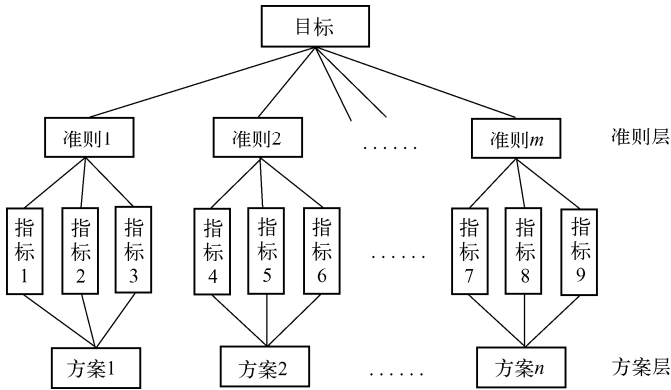 目标
准则1 准则2 ...... 准则m 准则层
指标1 指标2 指标3 指标4 指标5 指标6 ...... 指标7 指标8 指标9
方案1 方案2 ...... 方案n 方案层